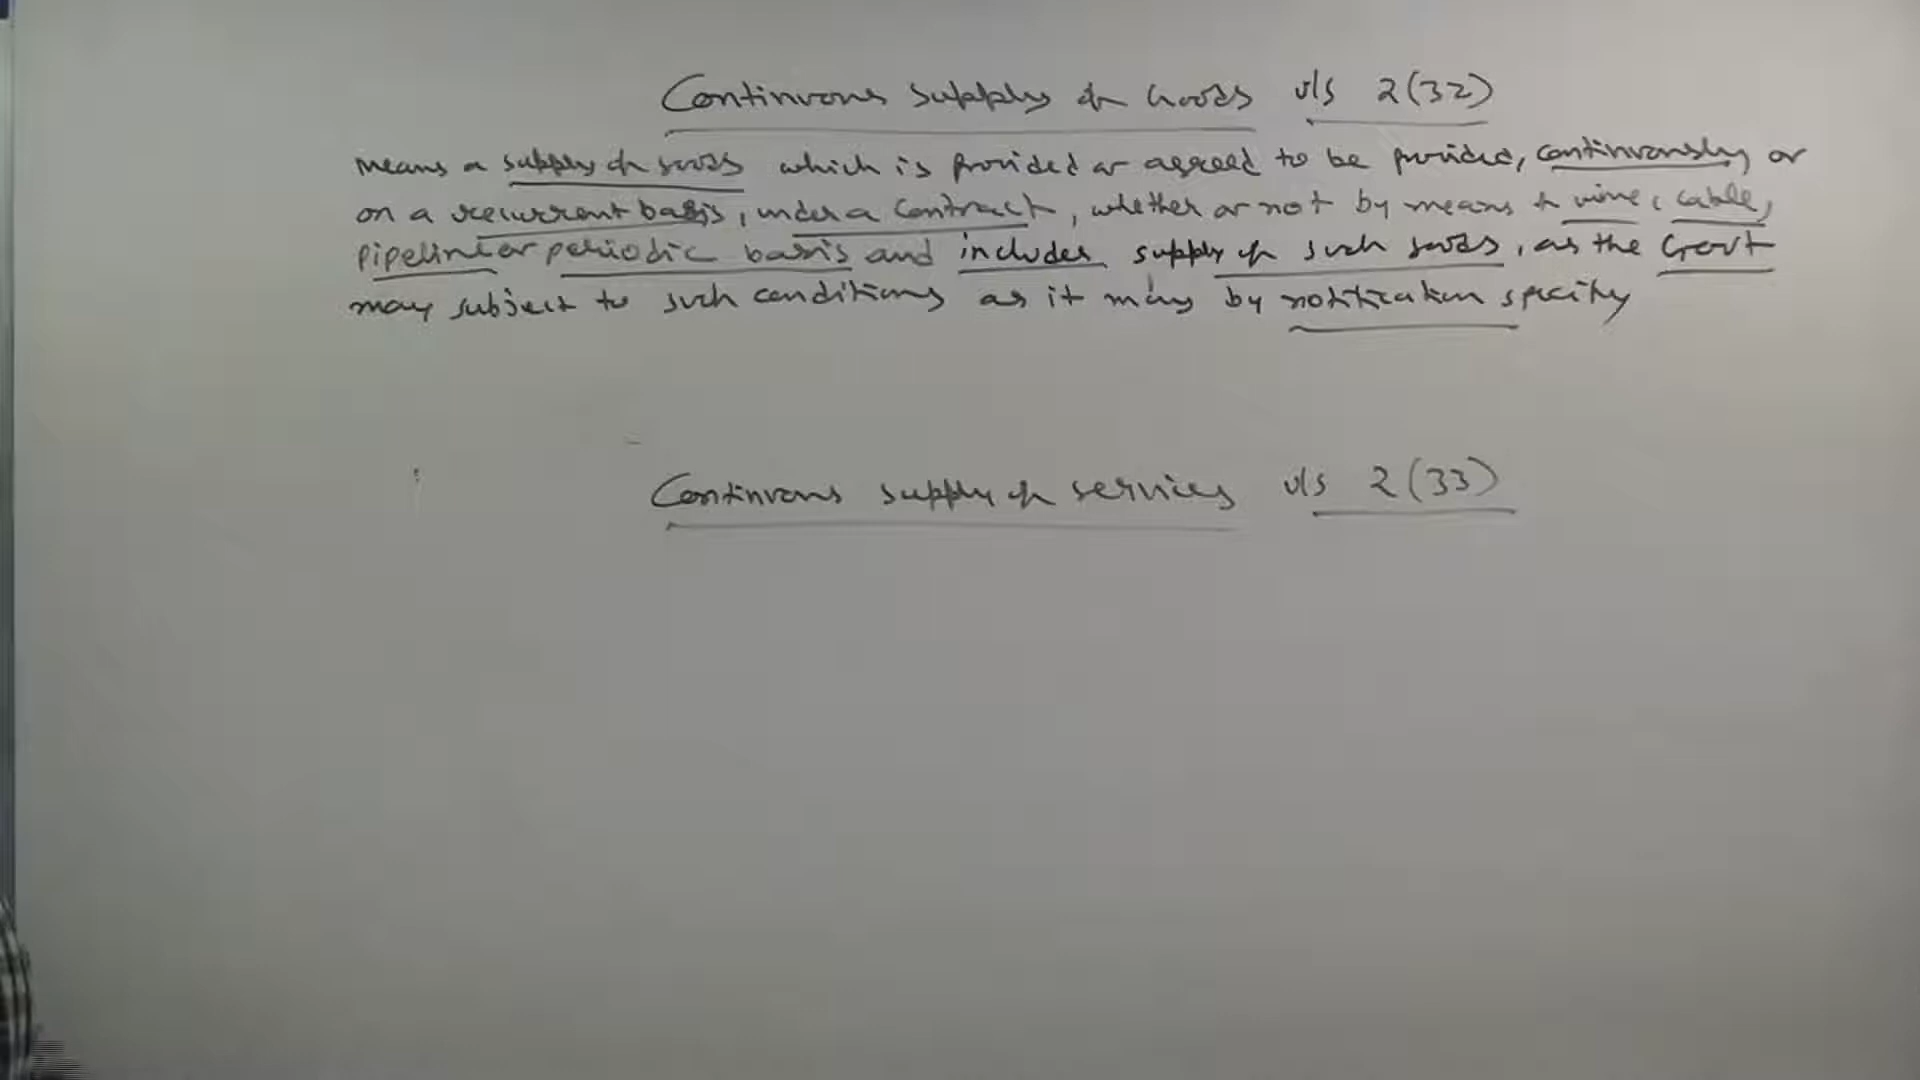 Continuous supply of Goods u/s 2(32)
means a supply of goods which is provided or agreed to be provided, continuously or
on a recurrent basis, under a contract, whether or not by means of wire, cable,
pipeline or periodic basis and includes supply of such goods, as the Govt
may subject to such conditions as it may by notification specify
Continuous supply of services u/s 2(33)